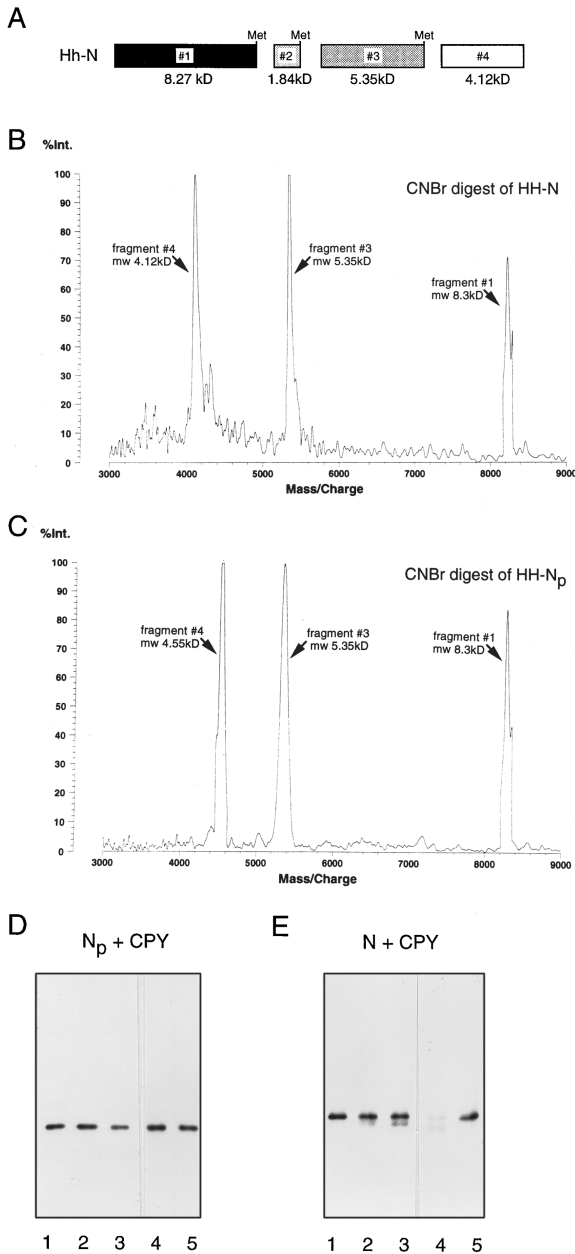 A
Met Met Met
Hh-N #1 #2 #3 #4
8.27 kD 1.84kD 5.35kD 4.12kD
B
%Int.
CNBr digest of HH-N
100
90
80
70
60
50
40
30
20
10
0
fragment #4
mw 4.12kD
fragment #3
mw 5.35kD
fragment #1
mw 8.3kD
3000 4000 5000 6000 7000 8000 9000
Mass/Charge
C
%Int.
CNBr digest of HH-Np
100
90
80
70
60
50
40
30
20
10
0
fragment #4
mw 4.55kD
fragment #3
mw 5.35kD
fragment #1
mw 8.3kD
3000 4000 5000 6000 7000 8000 9000
Mass/Charge
D
Np + CPY
1 2 3 4 5
E
N + CPY
1 2 3 4 5